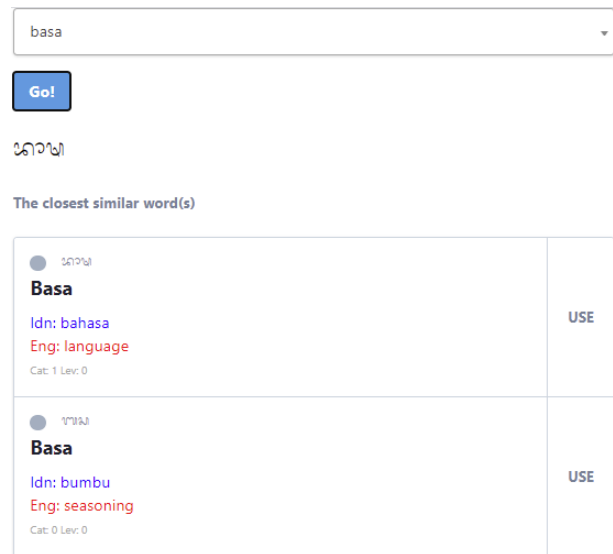 basa
Go!
ᬪᬵᬱ
The closest similar word(s)
ᬪᬵᬱ
Basa
Idn: bahasa
Eng: language
Cat: 1 Lev: 0
USE
ᬩᬲ
Basa
Idn: bumbu
Eng: seasoning
Cat: 0 Lev: 0
USE